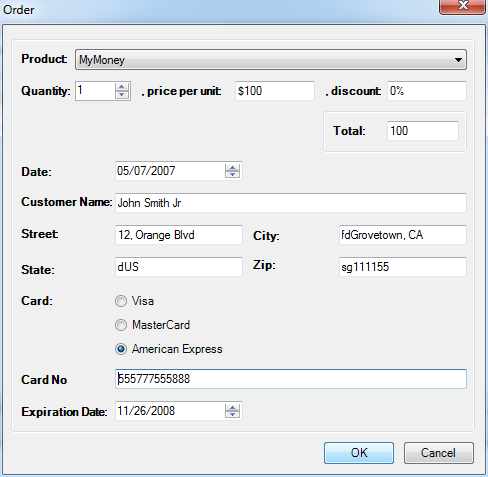 Order
Product: MyMoney
Quantity: 1 , price per unit: $100 , discount: 0%
Total: 100
Date: 05/07/2007
Customer Name: John Smith Jr
Street: 12, Orange Blvd City: fdGrovetown, CA
State: dUS Zip: sg111155
Card: Visa
MasterCard
American Express
Card No 555777555888
Expiration Date: 11/26/2008
OK Cancel